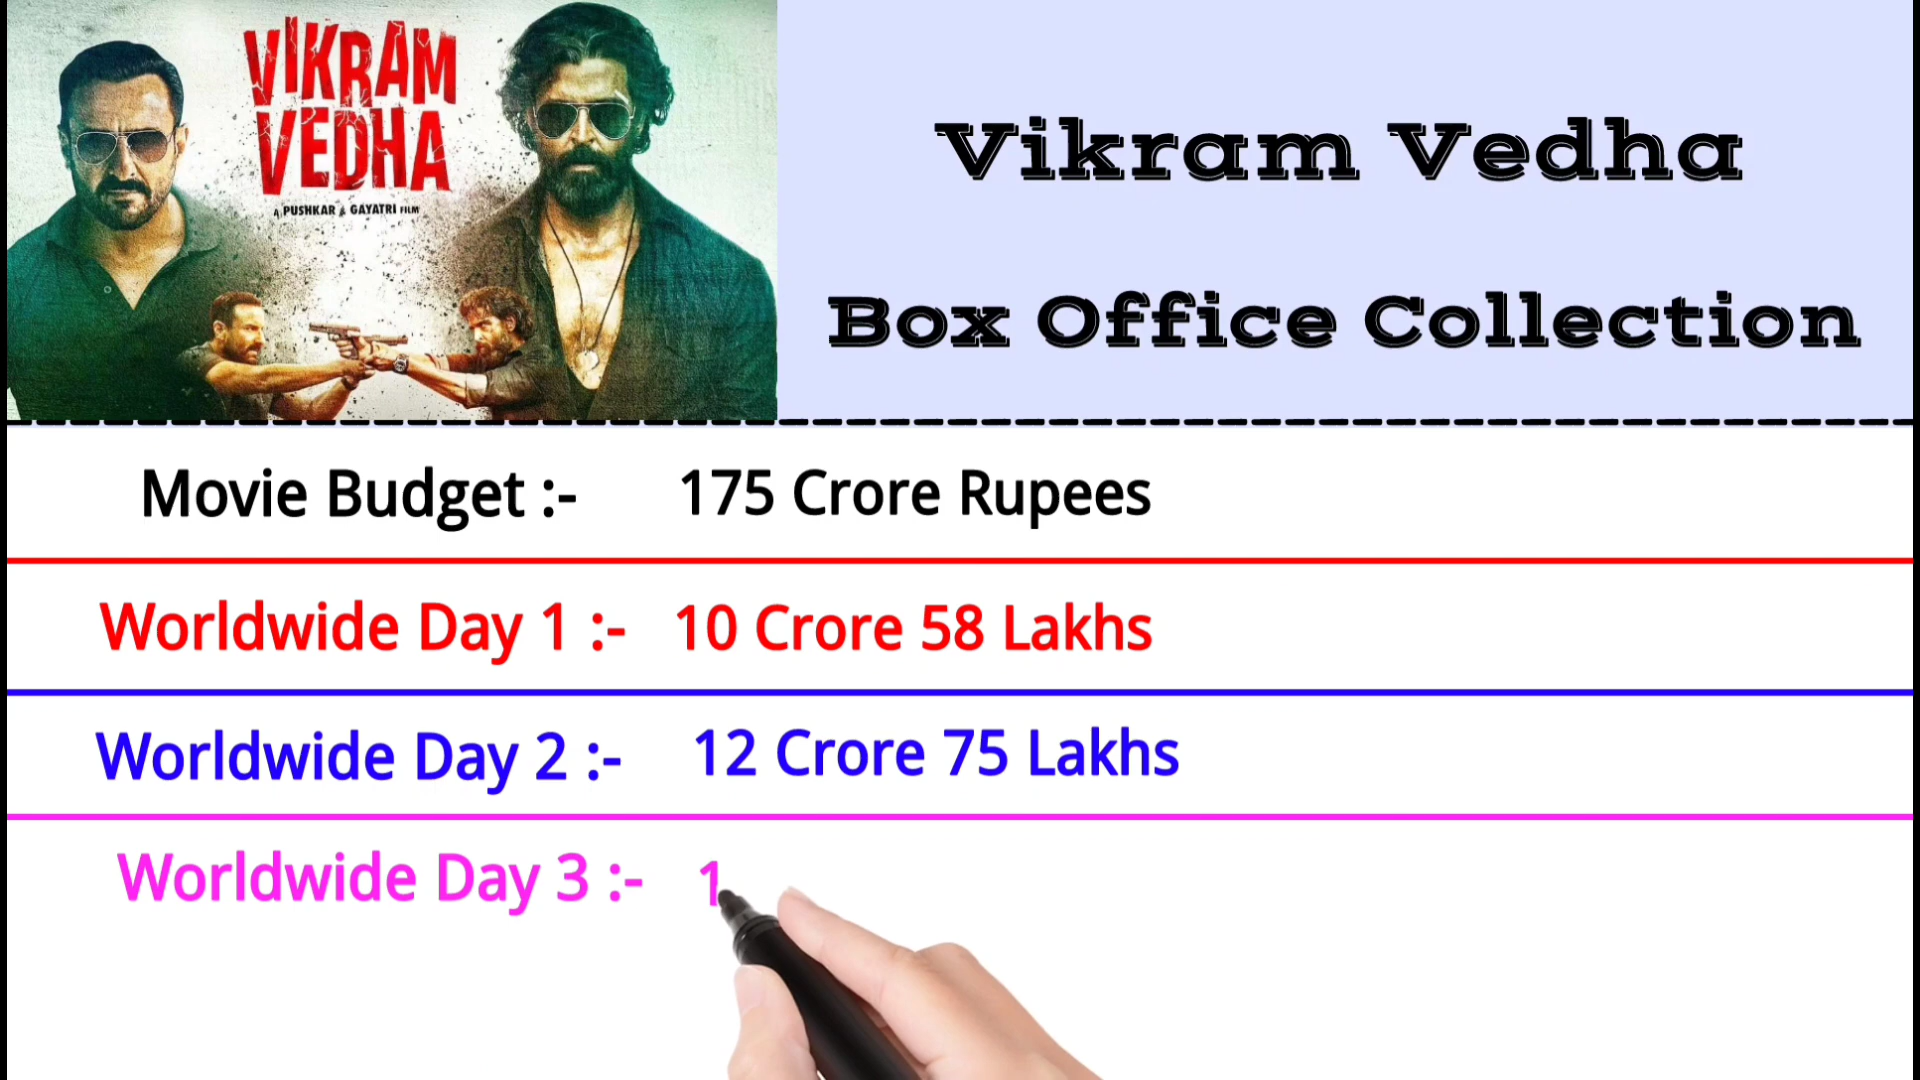 VIKRAM
VEDHA
A PUSHKAR & GAYATRI FILM
Vikram Vedha
Box Office Collection
Movie Budget :- 175 Crore Rupees
Worldwide Day 1 :- 10 Crore 58 Lakhs
Worldwide Day 2 :- 12 Crore 75 Lakhs
Worldwide Day 3 :- 1